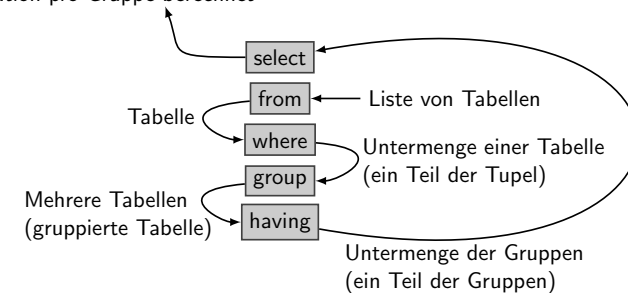 pro Gruppe berechnet
select
from
Liste von Tabellen
Tabelle
where
Untermenge einer Tabelle
(ein Teil der Tupel)
group
Mehrere Tabellen
(gruppierte Tabelle)
having
Untermenge der Gruppen
(ein Teil der Gruppen)